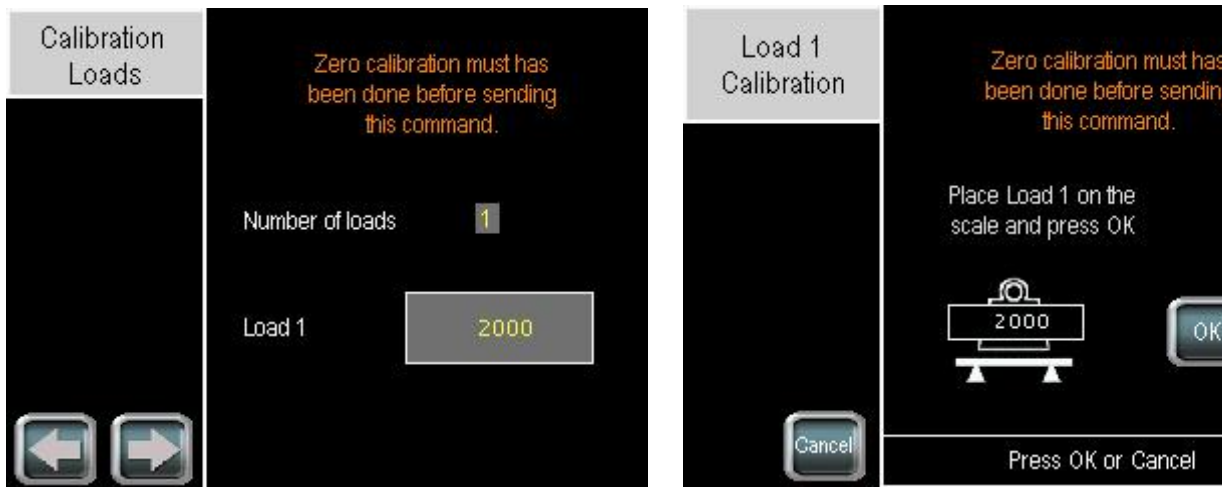 Calibration
Loads
Zero calibration must has
been done before sending
this command.
Number of loads 1
Load 1 2000
Load 1
Calibration
Zero calibration must has
been done before sendin
this command.
Place Load 1 on the
scale and press OK
2000
OK
Cancel
Press OK or Cancel